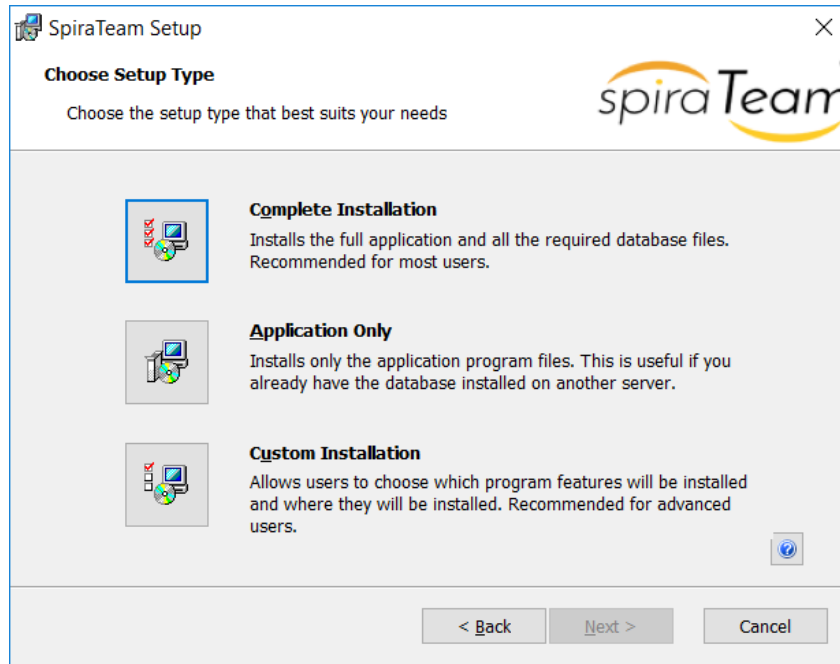 SpiraTeam Setup
Choose Setup Type
Choose the setup type that best suits your needs
spiraTeam
Complete Installation
Installs the full application and all the required database files.
Recommended for most users.
Application Only
Installs only the application program files. This is useful if you
already have the database installed on another server.
Custom Installation
Allows users to choose which program features will be installed
and where they will be installed. Recommended for advanced
users.
< Back
Next >
Cancel